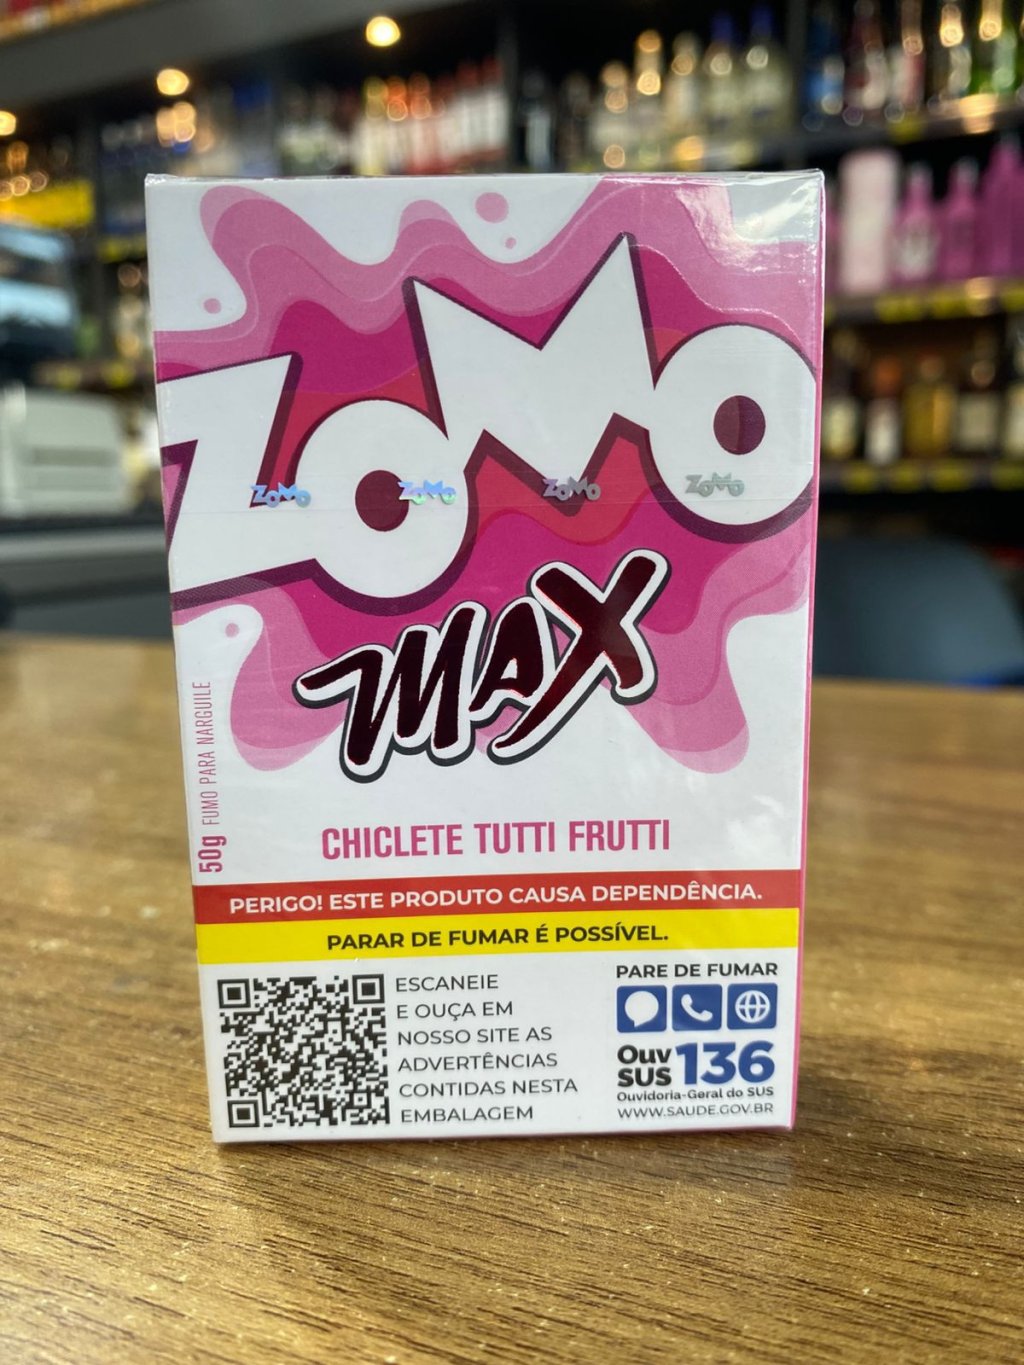 ZOMO
ZOMO ZOMO ZOMO ZOMO
MAX
50g FUMO PARA NARGUILE
CHICLETE TUTTI FRUTTI
PERIGO! ESTE PRODUTO CAUSA DEPENDÊNCIA.
PARAR DE FUMAR É POSSÍVEL.
ESCANEIE
E OUÇA EM
NOSSO SITE AS
ADVERTÊNCIAS
CONTIDAS NESTA
EMBALAGEM
PARE DE FUMAR
Ouv
SUS 136
Ouvidoria-Geral do SUS
WWW.SAUDE.GOV.BR